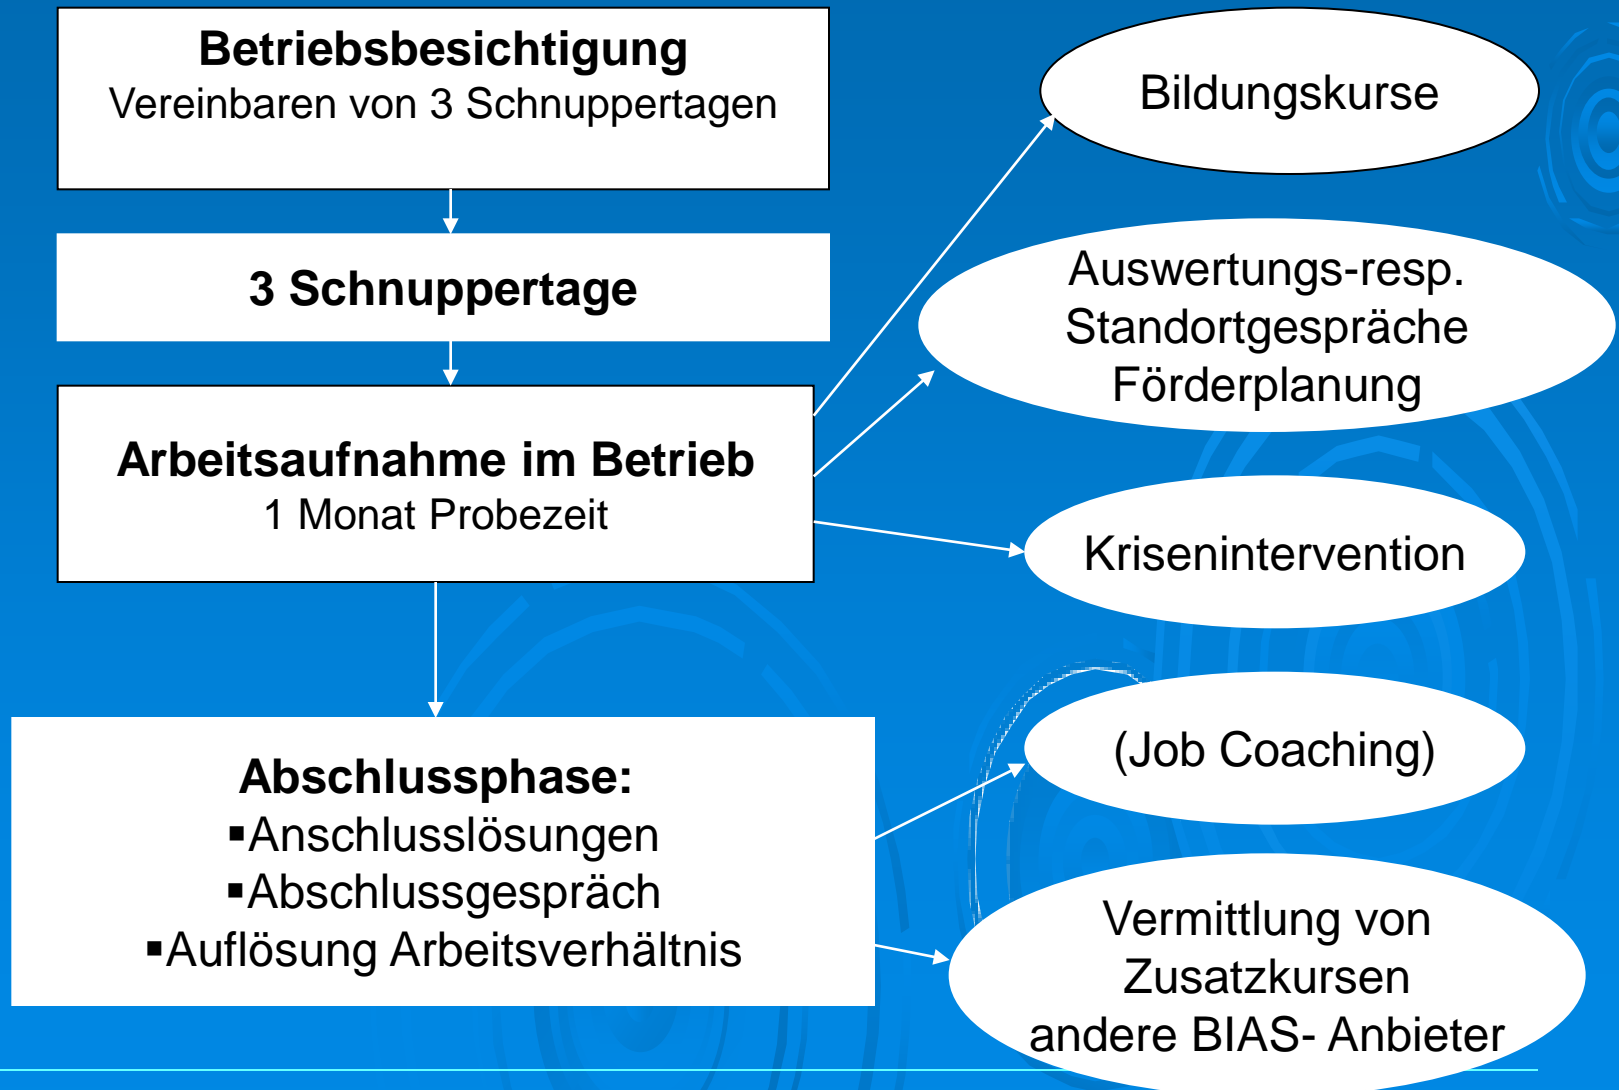 Betriebsbesichtigung
Vereinbaren von 3 Schnuppertagen
3 Schnuppertage
Arbeitsaufnahme im Betrieb
1 Monat Probezeit
Abschlussphase:
▪Anschlusslösungen
▪Abschlussgespräch
▪Auflösung Arbeitsverhältnis
Bildungskurse
Auswertungs-resp.
Standortgespräche
Förderplanung
Krisenintervention
(Job Coaching)
Vermittlung von
Zusatzkursen
andere BIAS- Anbieter